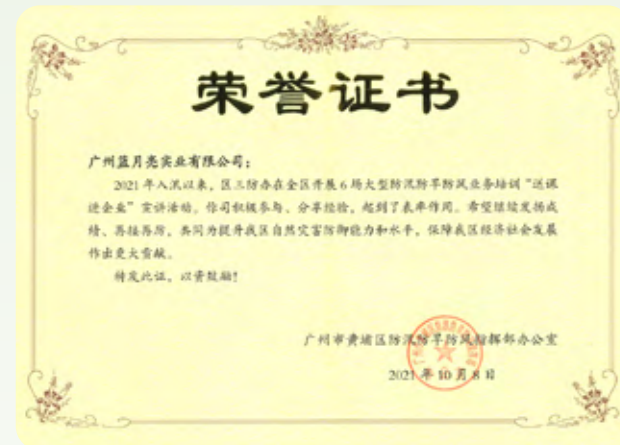 荣誉证书
广州蓝月亮实业有限公司：
2021年入汛以来，区三防办在全区开展6场大型防汛防旱防风业务培训“送课
进企业”宣讲活动。你司积极参与、分享经验，起到了表率作用。希望继续发扬成
绩、再接再厉，共同为提升我区自然灾害防御能力和水平，保障我区经济社会发展
作出更大贡献。
特发此证，以资鼓励！
广州市黄埔区防汛防旱防风指挥部办公室
2021年10月8日